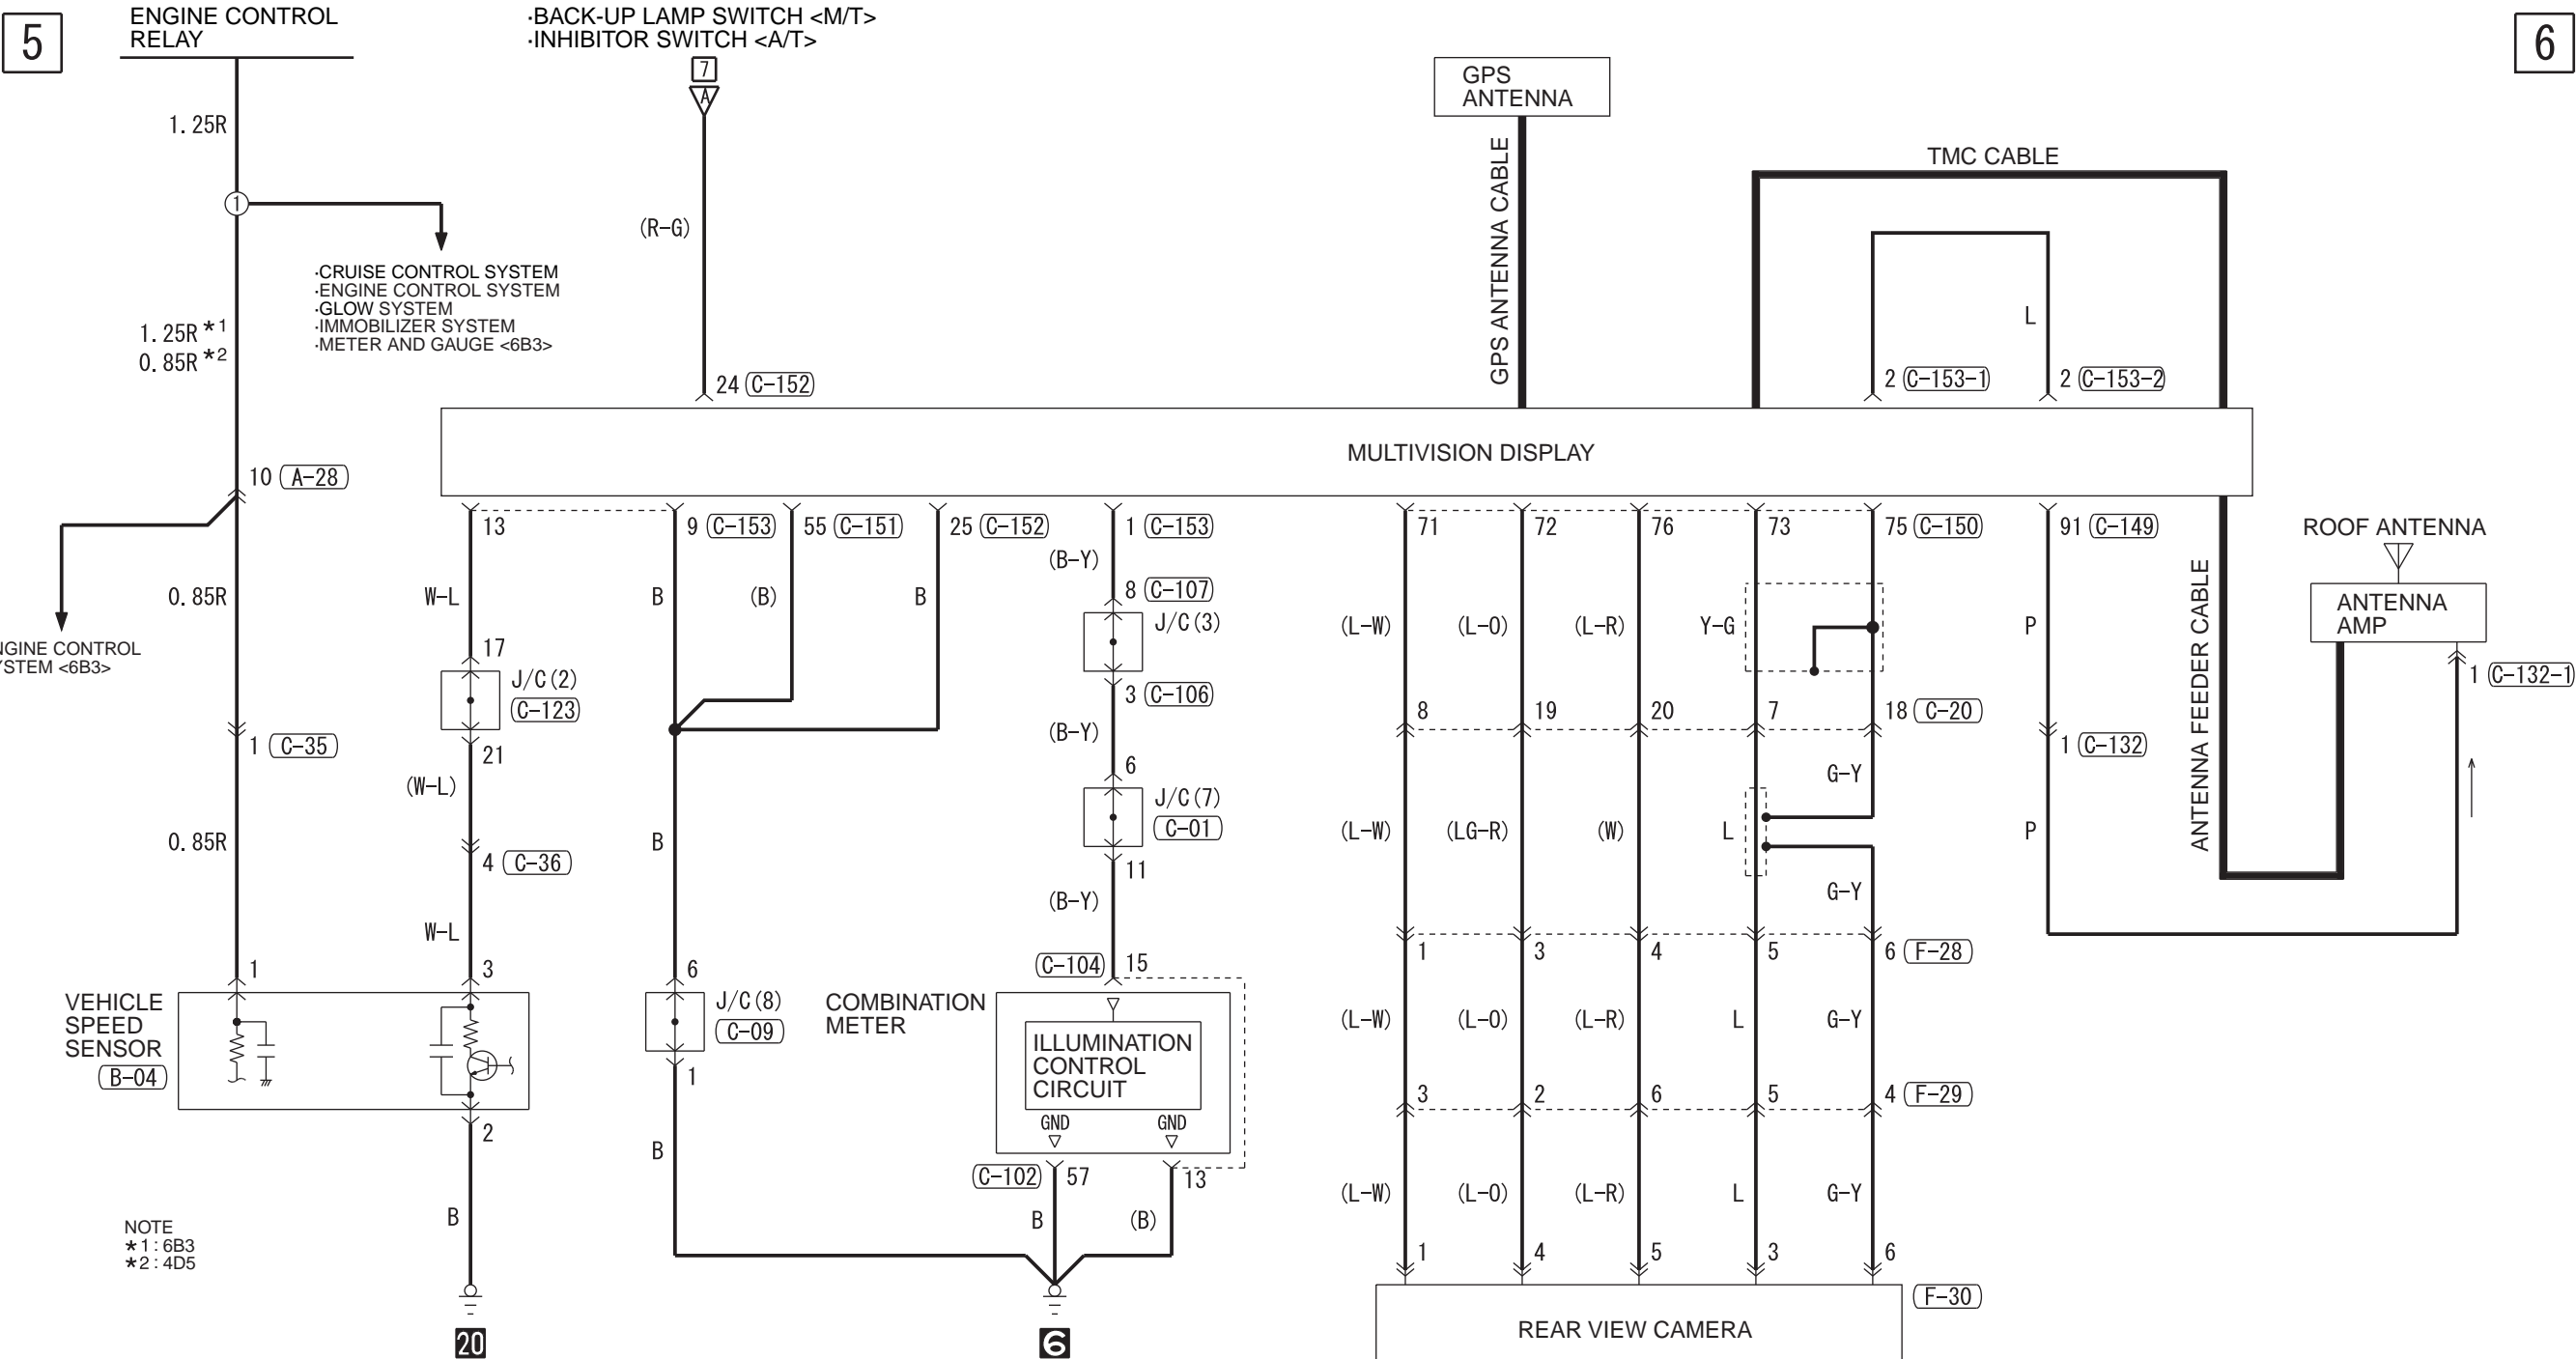 5
ENGINE CONTROL
RELAY
·BACK-UP LAMP SWITCH <M/T>
·INHIBITOR SWITCH <A/T>
7
A
6
GPS
ANTENNA
1.25R
GPS ANTENNA CABLE
TMC CABLE
1
(R-G)
·CRUISE CONTROL SYSTEM
·ENGINE CONTROL SYSTEM
·GLOW SYSTEM
·IMMOBILIZER SYSTEM
·METER AND GAUGE <6B3>
1.25R *1
0.85R *2
L
24 C-152
2 C-153-1
2 C-153-2
MULTIVISION DISPLAY
10 A-28
13
9 C-153
55 C-151
25 C-152
1 C-153
71
72
76
73
75 C-150
91 C-149
ROOF ANTENNA
ANTENNA
AMP
(B-Y)
8 C-107
J/C(3)
0.85R
W-L
B
(B)
B
(L-W)
(L-O)
(L-R)
Y-G
P
ANTENNA FEEDER CABLE
NGINE CONTROL
YSTEM <6B3>
17
J/C(2)
C-123
3 C-106
1 C-132-1
8
19
20
7
18 C-20
1 C-35
21
(B-Y)
1 C-132
(W-L)
6
J/C(7)
C-01
G-Y
0.85R
B
(L-W)
(LG-R)
(W)
L
P
4 C-36
11
(B-Y)
G-Y
W-L
1
3
6
C-104 15
1
3
4
5
6 F-28
VEHICLE
SPEED
SENSOR
B-04
J/C(8)
C-09
COMBINATION
METER
ILLUMINATION
CONTROL
CIRCUIT
(L-W)
(L-O)
(L-R)
L
G-Y
1
GND
GND
3
2
6
5
4 F-29
2
B
C-102 57
13
(L-W)
(L-O)
(L-R)
L
G-Y
B
B
(B)
NOTE
*1: 6B3
*2: 4D5
1
4
5
3
6
F-30
20
6
REAR VIEW CAMERA